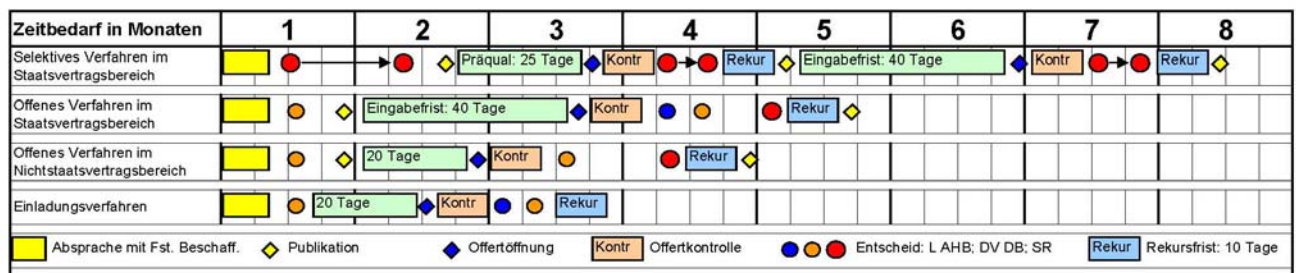 Zeitbedarf in Monaten 1 2 3 4 5 6 7 8
Selektives Verfahren im
Staatsvertragsbereich
Präqual: 25 Tage Kontr Rekur Eingabefrist: 40 Tage Kontr Rekur
Offenes Verfahren im
Staatsvertragsbereich
Eingabefrist: 40 Tage Kontr Rekur
Offenes Verfahren im
Nichtstaatsvertragsbereich
20 Tage Kontr Rekur
Einladungsverfahren 20 Tage Kontr Rekur
Absprache mit Fst. Beschaff. Publikation Offertöffnung Kontr Offertkontrolle Entscheid: L AHB; DV DB; SR Rekur Rekursfrist: 10 Tage